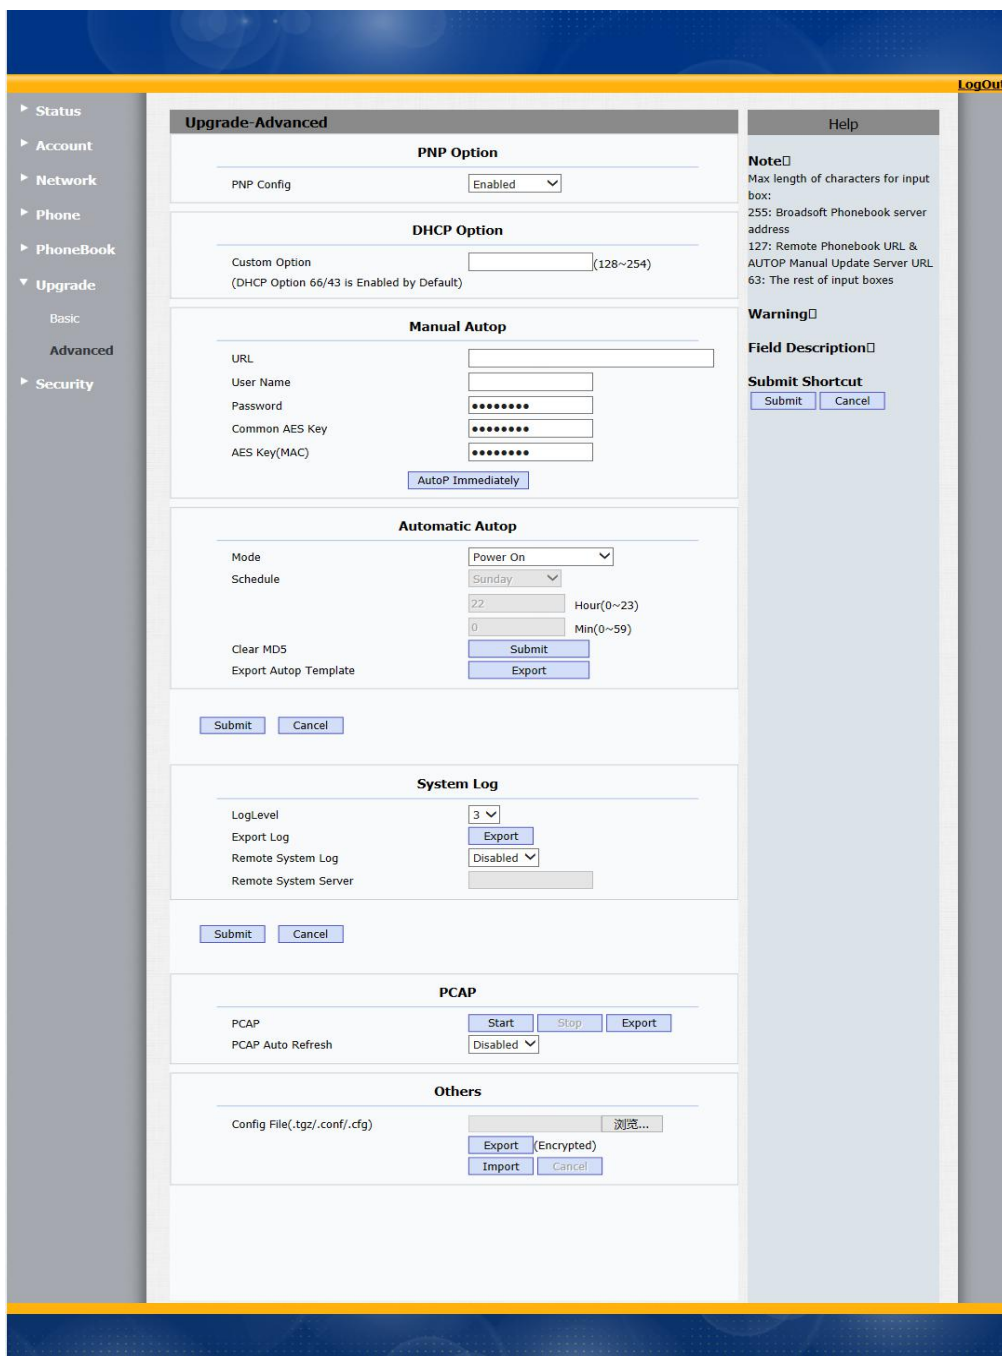 LogOut
Status
Account
Network
Phone
PhoneBook
Upgrade
Basic
Advanced
Security
Upgrade-Advanced
PNP Option
PNP Config Enabled
DHCP Option
Custom Option (128~254)
(DHCP Option 66/43 is Enabled by Default)
Manual Autop
URL
User Name
Password ••••••••
Common AES Key ••••••••
AES Key(MAC) ••••••••
AutoP Immediately
Automatic Autop
Mode Power On
Schedule Sunday
22 Hour(0~23)
0 Min(0~59)
Clear MD5 Submit
Export Autop Template Export
Submit Cancel
System Log
LogLevel 3
Export Log Export
Remote System Log Disabled
Remote System Server
Submit Cancel
PCAP
PCAP Start Stop Export
PCAP Auto Refresh Disabled
Others
Config File(.tgz/.conf/.cfg) 浏览...
Export (Encrypted)
Import Cancel
Help
Note
Max length of characters for input
box:
255: Broadsoft Phonebook server
address
127: Remote Phonebook URL &
AUTOP Manual Update Server URL
63: The rest of input boxes
Warning
Field Description
Submit Shortcut
Submit Cancel